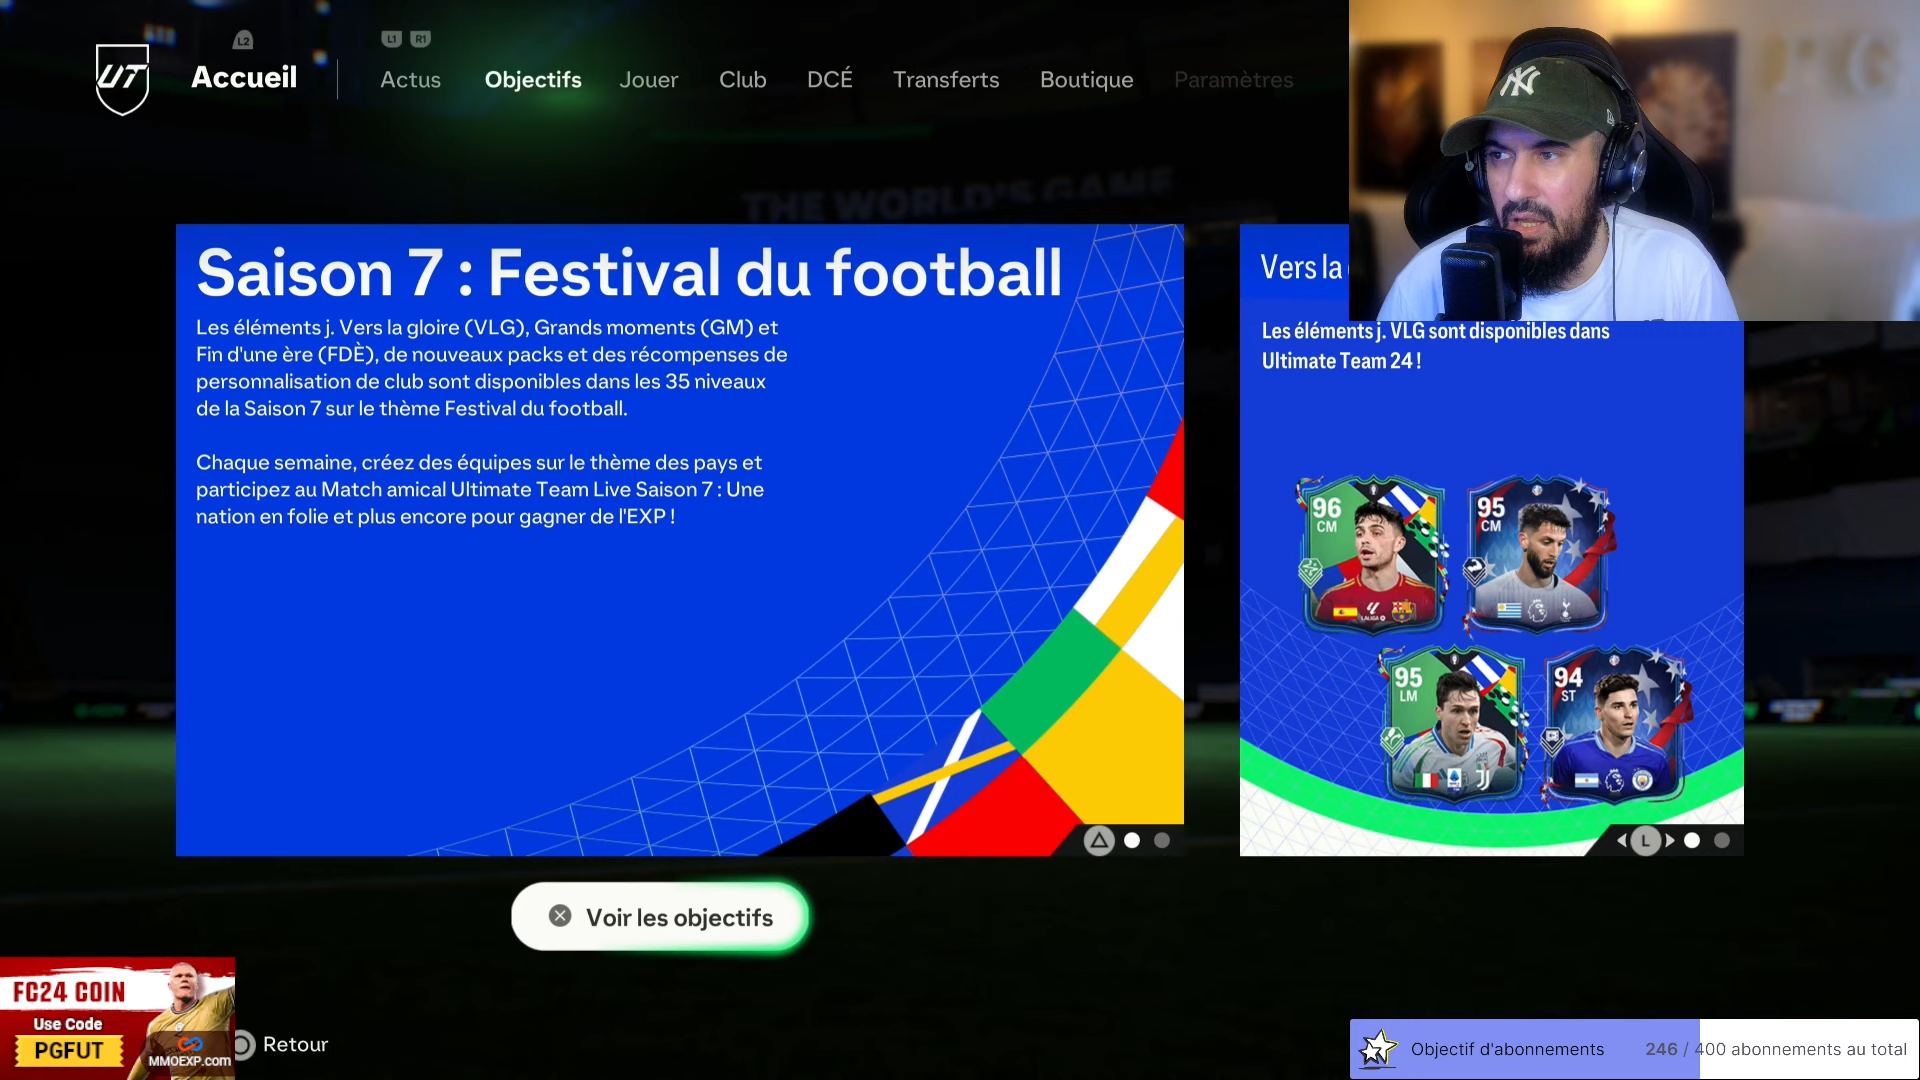 L2
L1 R1
UT Accueil Actus Objectifs Jouer Club DCÉ Transferts Boutique Paramètres
NY
PG
THE WORLD'S GAME
Saison 7 : Festival du football
Les éléments j. Vers la gloire (VLG), Grands moments (GM) et
Fin d'une ère (FDÈ), de nouveaux packs et des récompenses de
personnalisation de club sont disponibles dans les 35 niveaux
de la Saison 7 sur le thème Festival du football.
Chaque semaine, créez des équipes sur le thème des pays et
participez au Match amical Ultimate Team Live Saison 7 : Une
nation en folie et plus encore pour gagner de l'EXP !
Vers la
Les éléments j. VLG sont disponibles dans
Ultimate Team 24 !
96
CM
LALIGA
95
CM
95
LM
94
ST
L
Voir les objectifs
FC24 COIN
Use Code
PGFUT
MMOEXP.com
Retour
Objectif d'abonnements 246 / 400 abonnements au total